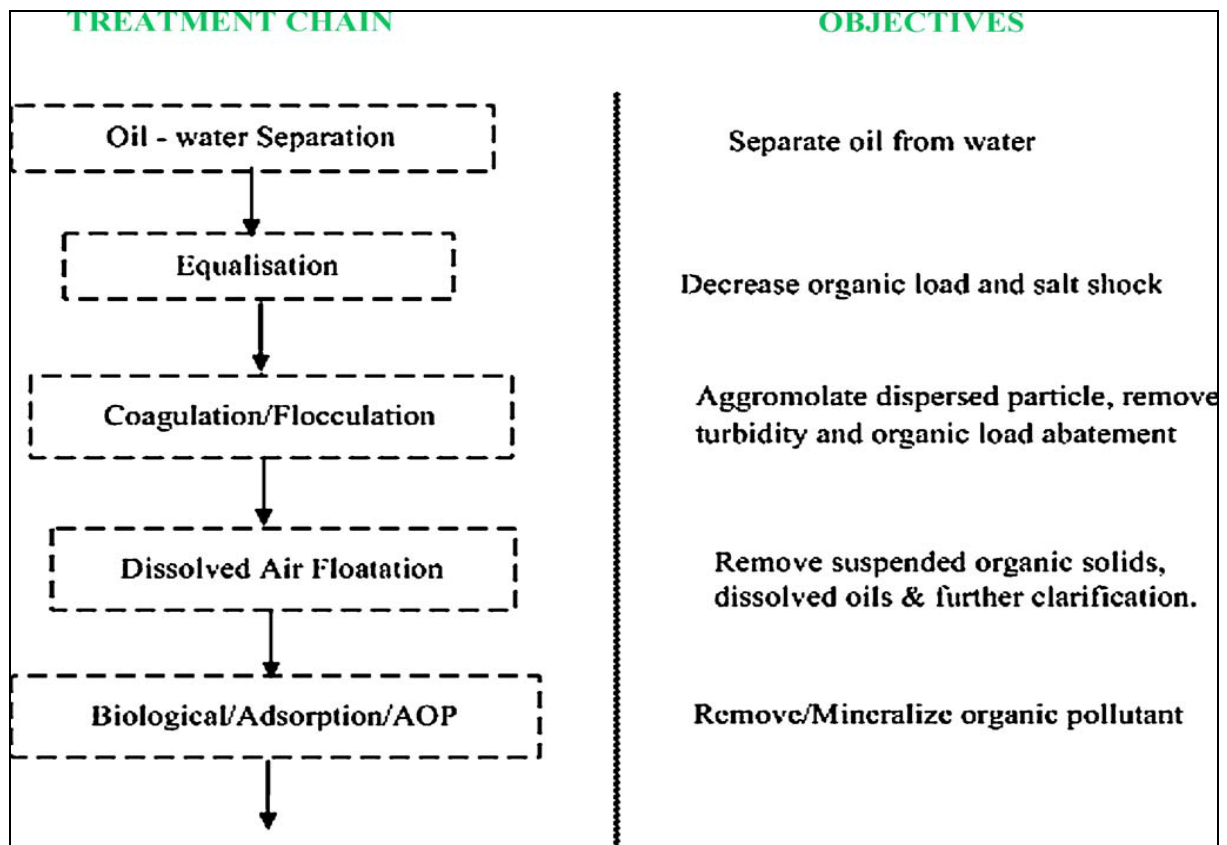 TREATMENT CHAIN
OBJECTIVES
Oil - water Separation
Separate oil from water
Equalisation
Decrease organic load and salt shock
Coagulation/Flocculation
Aggromolate dispersed particle, remove
turbidity and organic load abatement
Dissolved Air Floatation
Remove suspended organic solids,
dissolved oils & further clarification.
Biological/Adsorption/AOP
Remove/Mineralize organic pollutant